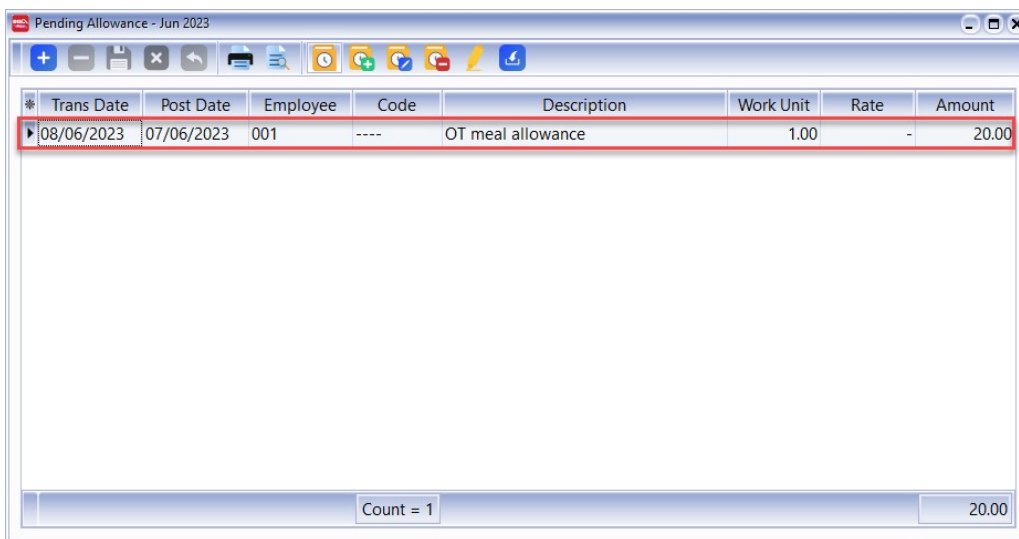 Pending Allowance - Jun 2023
Trans Date Post Date Employee Code Description Work Unit Rate Amount
08/06/2023 07/06/2023 001 ---- OT meal allowance 1.00 - 20.00
Count = 1 20.00